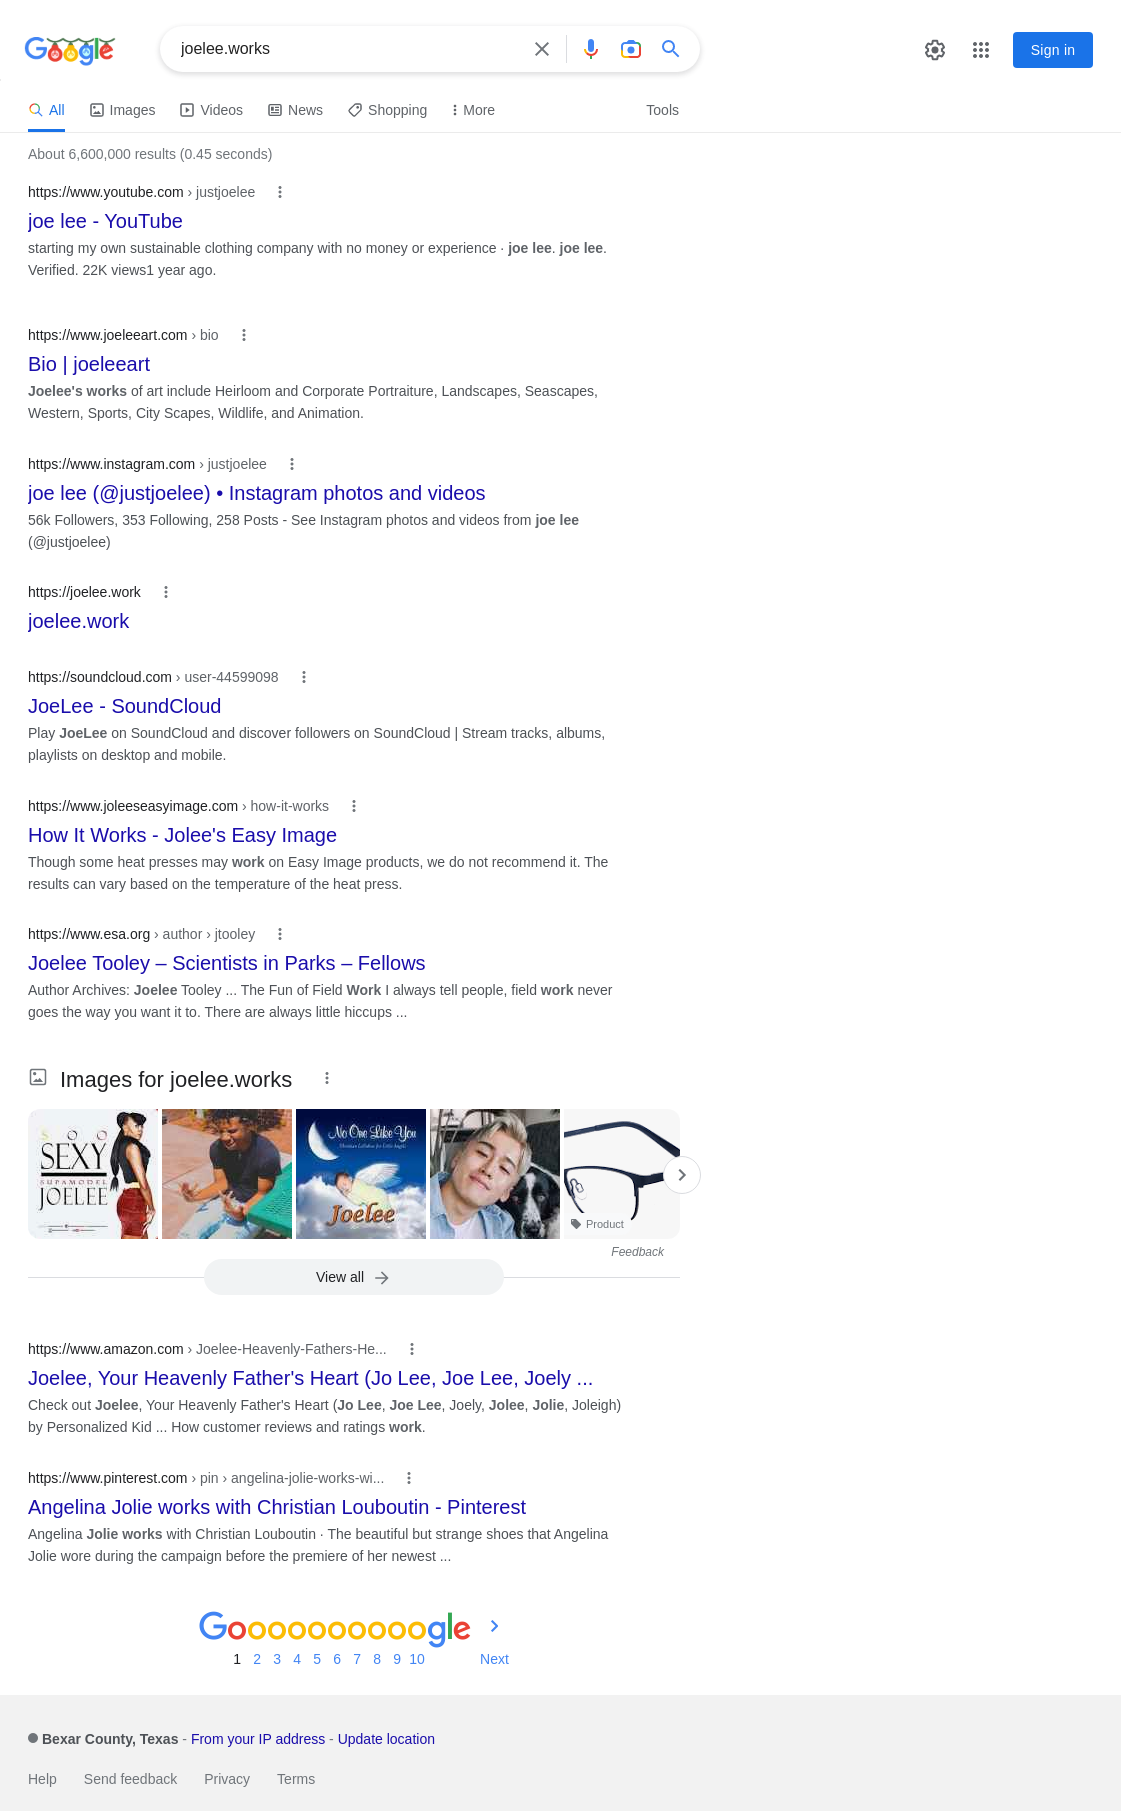 Google
joelee.works
Sign in
All
Images
Videos
News
Shopping
More
Tools
About 6,600,000 results (0.45 seconds)
https://www.youtube.com › justjoelee
joe lee - YouTube
starting my own sustainable clothing company with no money or experience · joe lee. joe lee.
Verified. 22K views1 year ago.
https://www.joeleeart.com › bio
Bio | joeleeart
Joelee's works of art include Heirloom and Corporate Portraiture, Landscapes, Seascapes,
Western, Sports, City Scapes, Wildlife, and Animation.
https://www.instagram.com › justjoelee
joe lee (@justjoelee) • Instagram photos and videos
56k Followers, 353 Following, 258 Posts - See Instagram photos and videos from joe lee
(@justjoelee)
https://joelee.work
joelee.work
https://soundcloud.com › user-44599098
JoeLee - SoundCloud
Play JoeLee on SoundCloud and discover followers on SoundCloud | Stream tracks, albums,
playlists on desktop and mobile.
https://www.joleeseasyimage.com › how-it-works
How It Works - Jolee's Easy Image
Though some heat presses may work on Easy Image products, we do not recommend it. The
results can vary based on the temperature of the heat press.
https://www.esa.org › author › jtooley
Joelee Tooley – Scientists in Parks – Fellows
Author Archives: Joelee Tooley ... The Fun of Field Work I always tell people, field work never
goes the way you want it to. There are always little hiccups ...
Images for joelee.works
SOO
SEXY
SUPAMODEL
JOELEE
No One Like You
Christian Lullabies for Little Angels
Joelee
Product
Feedback
View all
https://www.amazon.com › Joelee-Heavenly-Fathers-He...
Joelee, Your Heavenly Father's Heart (Jo Lee, Joe Lee, Joely ...
Check out Joelee, Your Heavenly Father's Heart (Jo Lee, Joe Lee, Joely, Jolee, Jolie, Joleigh)
by Personalized Kid ... How customer reviews and ratings work.
https://www.pinterest.com › pin › angelina-jolie-works-wi...
Angelina Jolie works with Christian Louboutin - Pinterest
Angelina Jolie works with Christian Louboutin · The beautiful but strange shoes that Angelina
Jolie wore during the campaign before the premiere of her newest ...
Goooooooooogle
1 2 3 4 5 6 7 8 9 10 Next
Bexar County, Texas - From your IP address - Update location
Help
Send feedback
Privacy
Terms